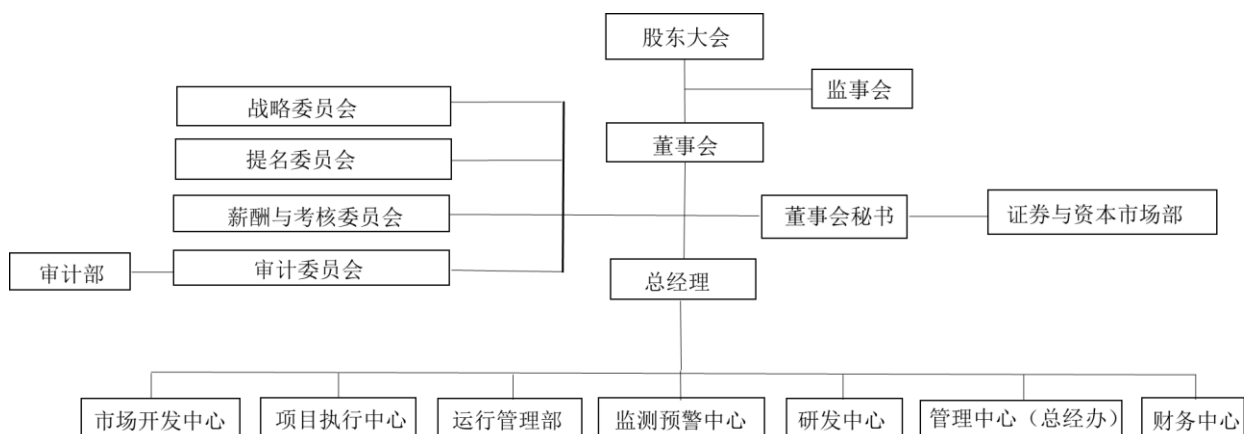 股东大会
监事会
战略委员会
董事会
提名委员会
薪酬与考核委员会
董事会秘书
证券与资本市场部
审计部
审计委员会
总经理
市场开发中心
项目执行中心
运行管理部
监测预警中心
研发中心
管理中心（总经办）
财务中心